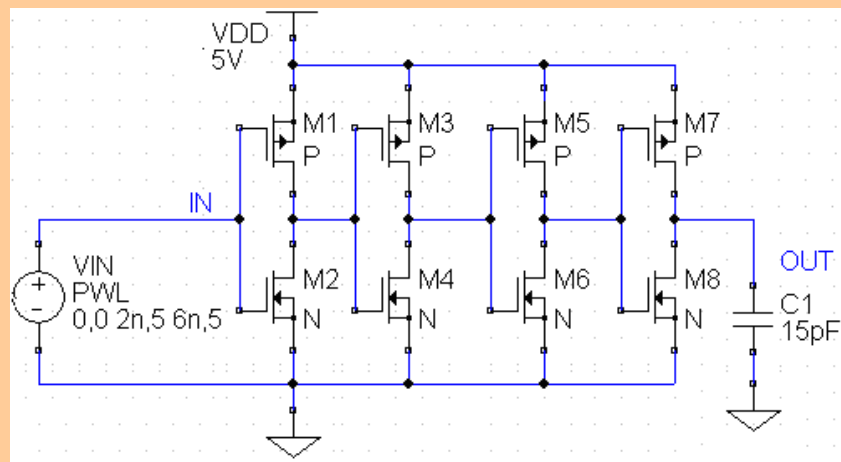 VDD
5V
M1
M3
M5
M7
P
P
P
P
IN
VIN
PWL
0,0 2n,5 6n,5
M2
M4
M6
M8
N
N
N
N
OUT
C1
15pF